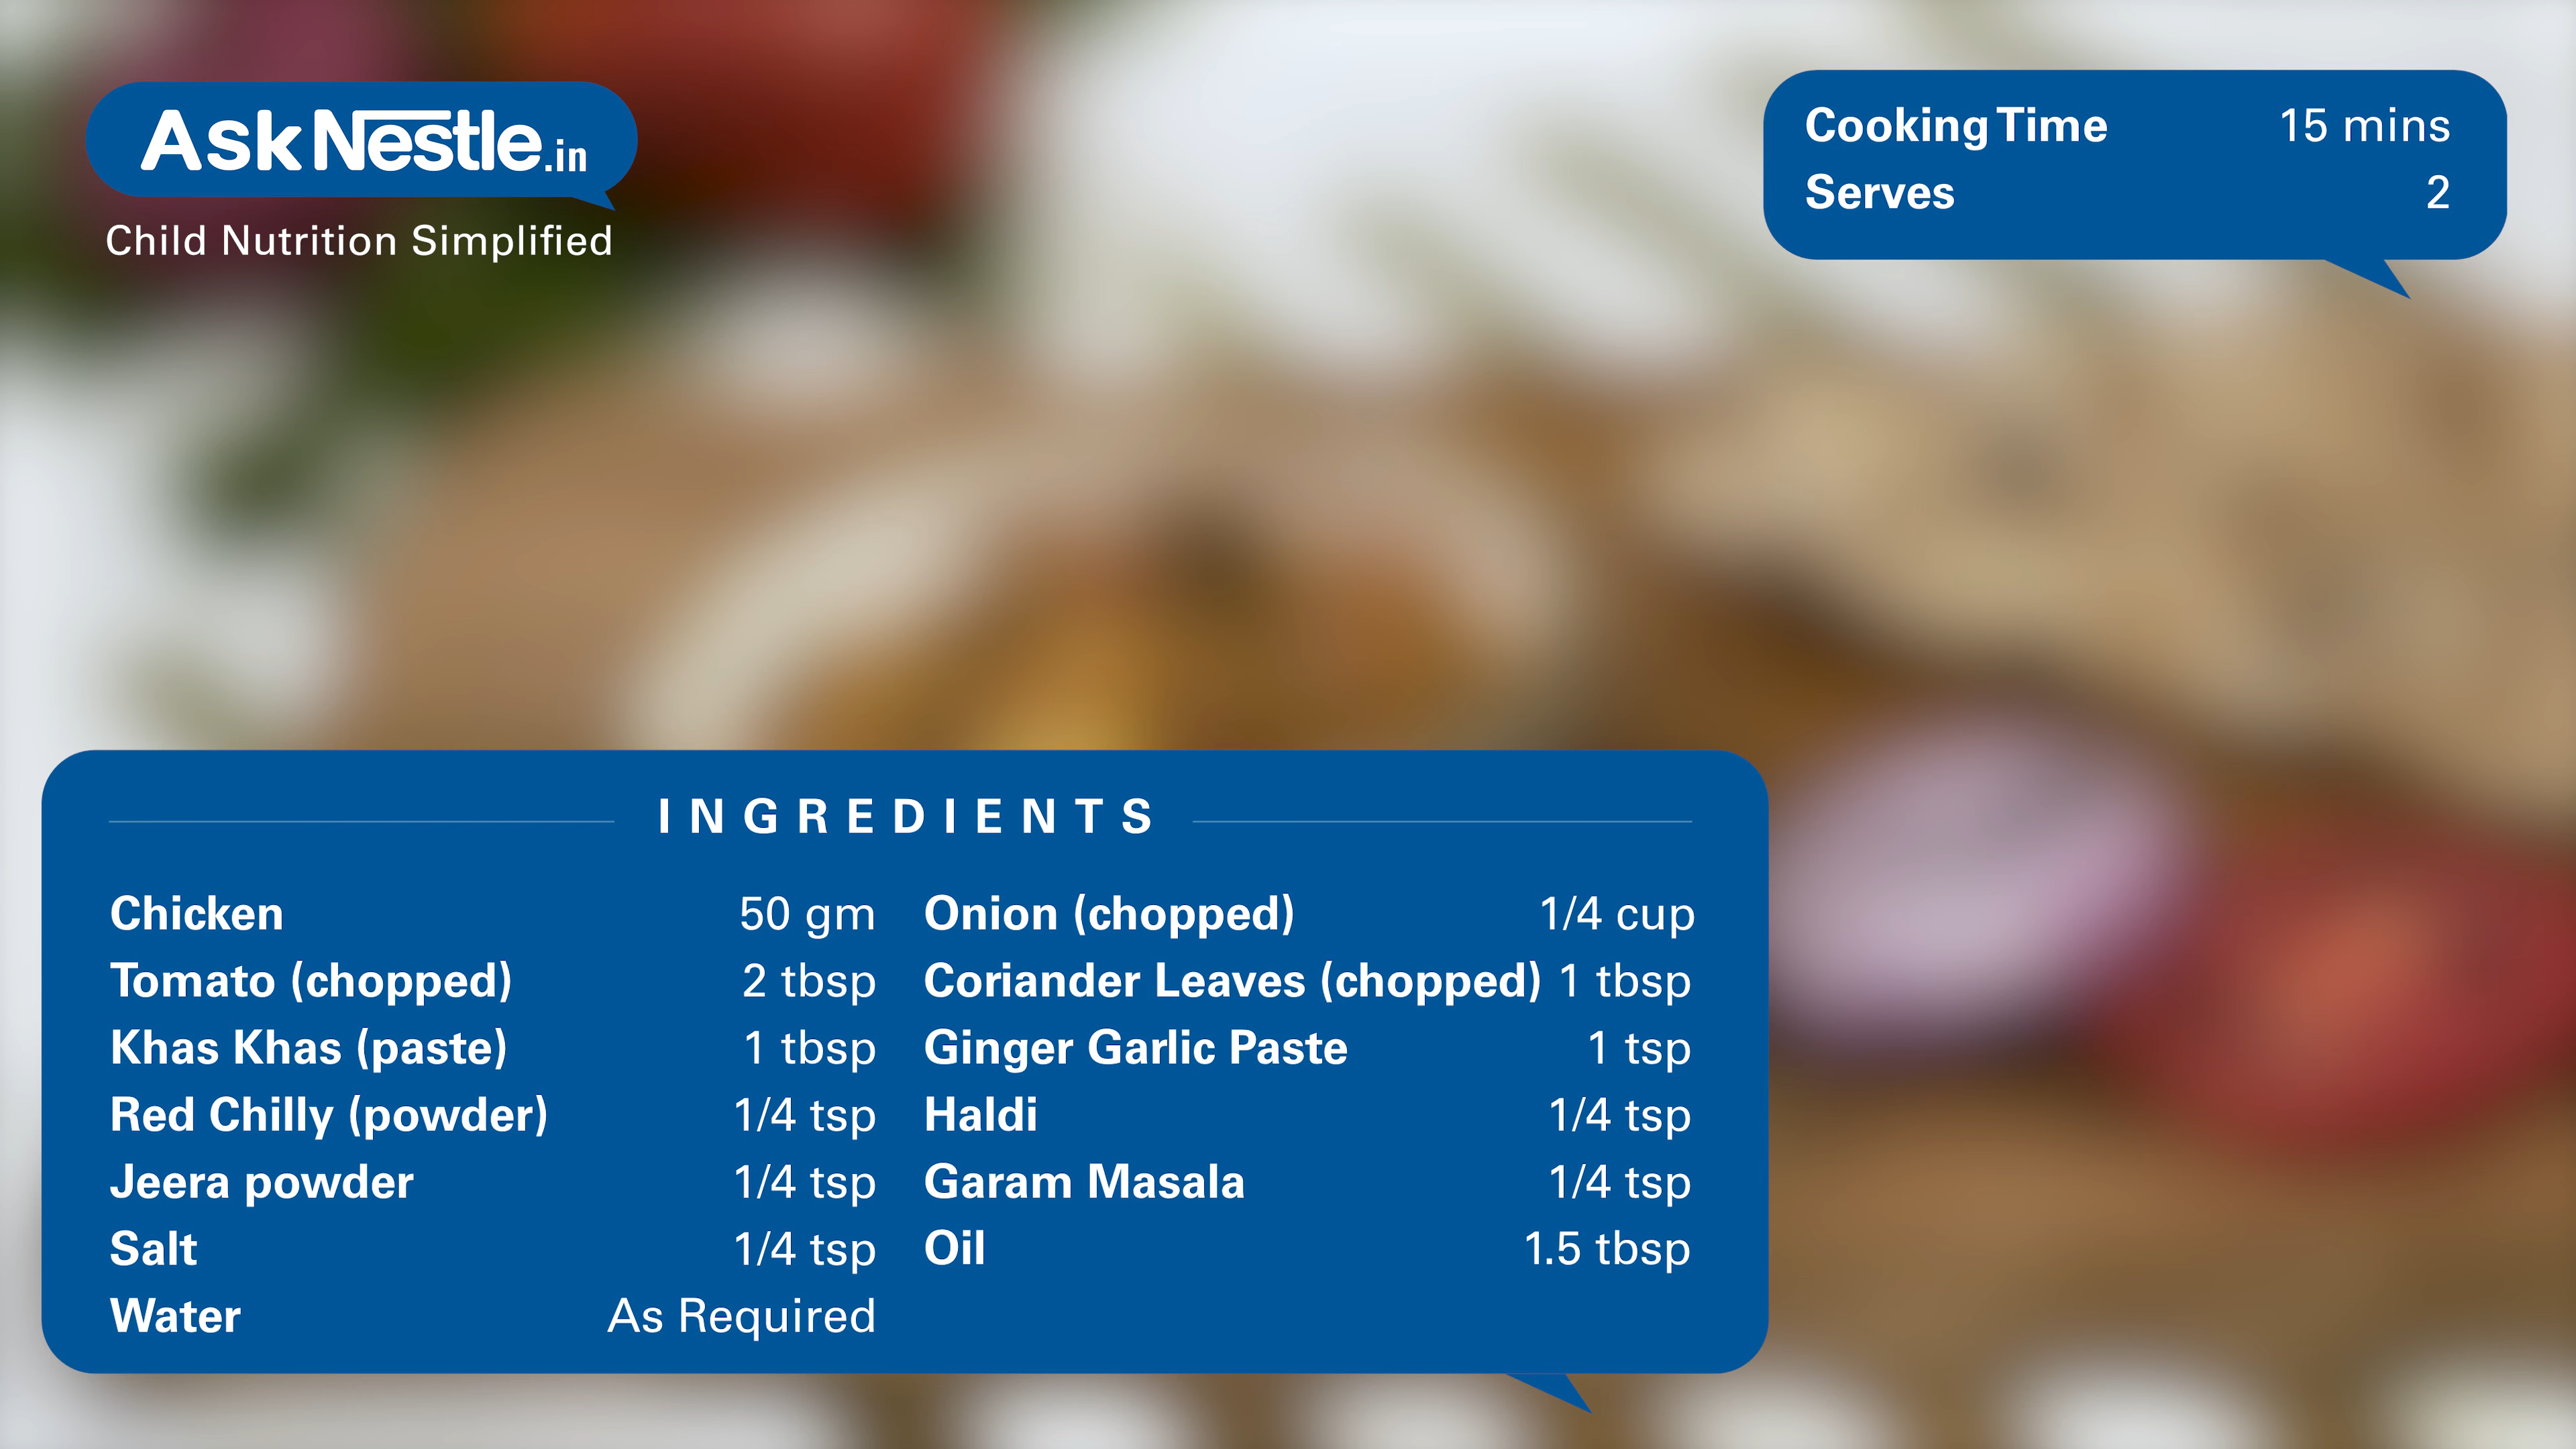 AskNestle.in
Child Nutrition Simplified
Cooking Time 15 mins
Serves 2
INGREDIENTS
Chicken 50 gm
Tomato (chopped) 2 tbsp
Khas Khas (paste) 1 tbsp
Red Chilly (powder) 1/4 tsp
Jeera powder 1/4 tsp
Salt 1/4 tsp
Water As Required
Onion (chopped) 1/4 cup
Coriander Leaves (chopped) 1 tbsp
Ginger Garlic Paste 1 tsp
Haldi 1/4 tsp
Garam Masala 1/4 tsp
Oil 1.5 tbsp